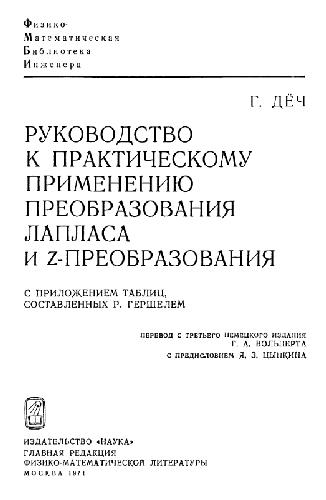 Физико-
Математическая
Библиотека
Инженера
Г. ДЁЧ
РУКОВОДСТВО
К ПРАКТИЧЕСКОМУ
ПРИМЕНЕНИЮ
ПРЕОБРАЗОВАНИЯ
ЛАПЛАСА
И Z-ПРЕОБРАЗОВАНИЯ
С ПРИЛОЖЕНИЕМ ТАБЛИЦ,
СОСТАВЛЕННЫХ Р. ГЕРШЕЛЕМ
ПЕРЕВОД С ТРЕТЬЕГО НЕМЕЦКОГО ИЗДАНИЯ
Г. А. ВОЛЬПЕРТА
С ПРЕДИСЛОВИЕМ Я. З. ЦЫПКИНА
ИЗДАТЕЛЬСТВО «НАУКА»
ГЛАВНАЯ РЕДАКЦИЯ
ФИЗИКО-МАТЕМАТИЧЕСКОЙ ЛИТЕРАТУРЫ
МОСКВА 1971